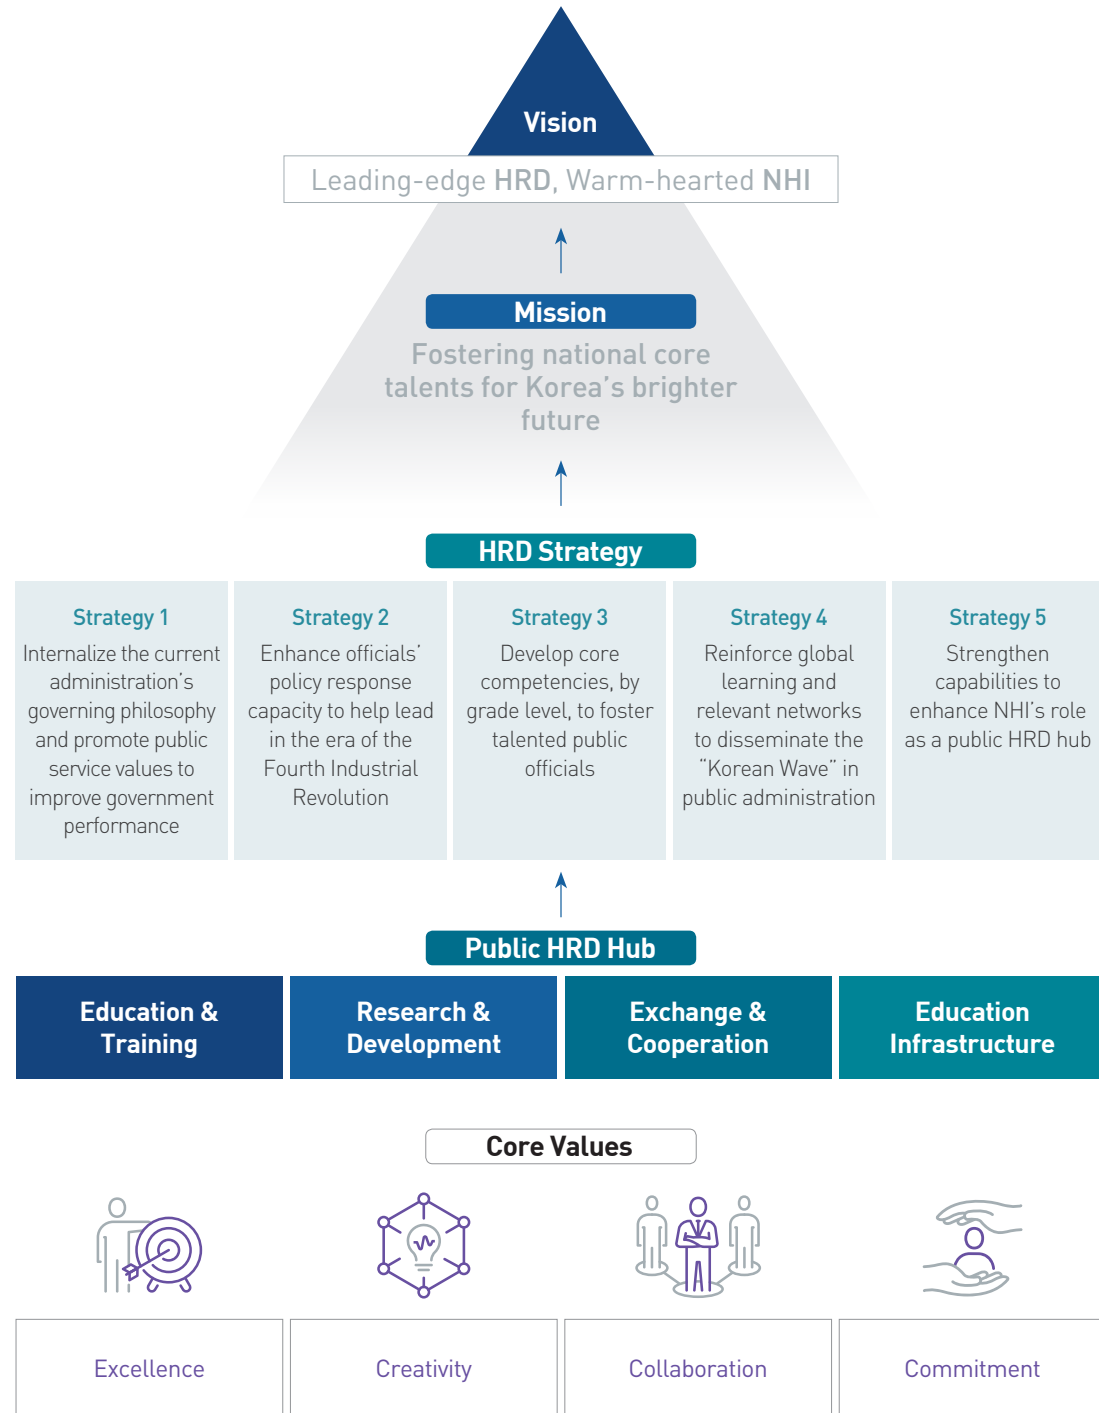 Vision
Leading-edge HRD, Warm-hearted NHI
Mission
Fostering national core
talents for Korea's brighter
future
HRD Strategy
Strategy 1
Internalize the current
administration's
governing philosophy
and promote public
service values to
improve government
performance
Strategy 2
Enhance officials'
policy response
capacity to help lead
in the era of the
Fourth Industrial
Revolution
Strategy 3
Develop core
competencies, by
grade level, to foster
talented public
officials
Strategy 4
Reinforce global
learning and
relevant networks
to disseminate the
"Korean Wave" in
public administration
Strategy 5
Strengthen
capabilities to
enhance NHI's role
as a public HRD hub
Public HRD Hub
Education &
Training
Research &
Development
Exchange &
Cooperation
Education
Infrastructure
Core Values
Excellence
Creativity
Collaboration
Commitment